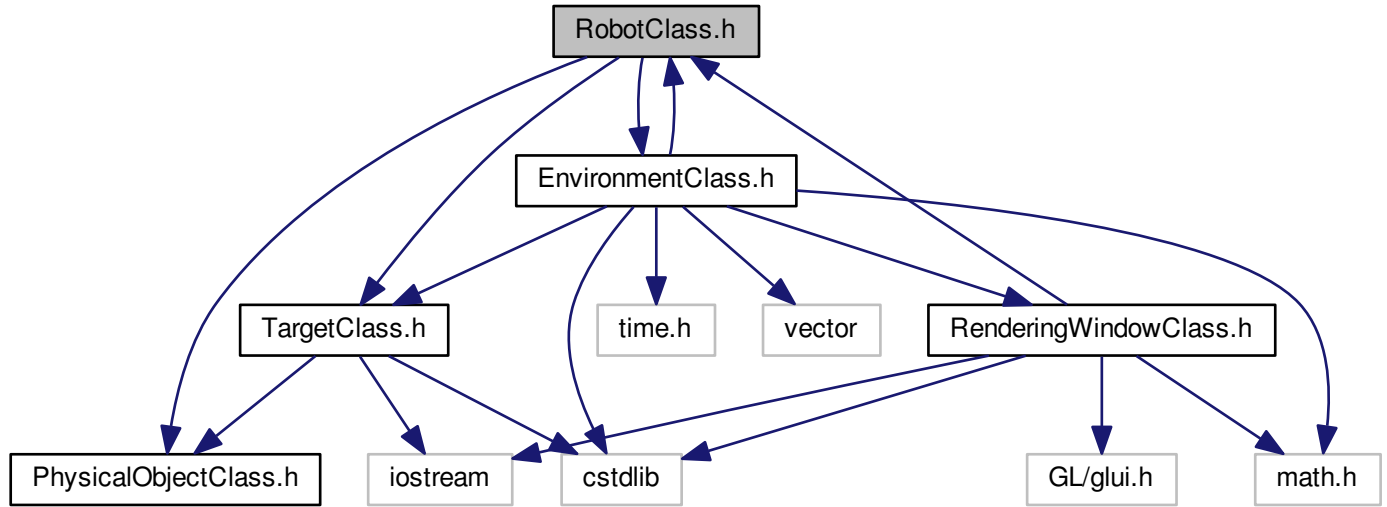 RobotClass.h
EnvironmentClass.h
TargetClass.h
time.h
vector
RenderingWindowClass.h
PhysicalObjectClass.h
iostream
cstdlib
GL/glui.h
math.h